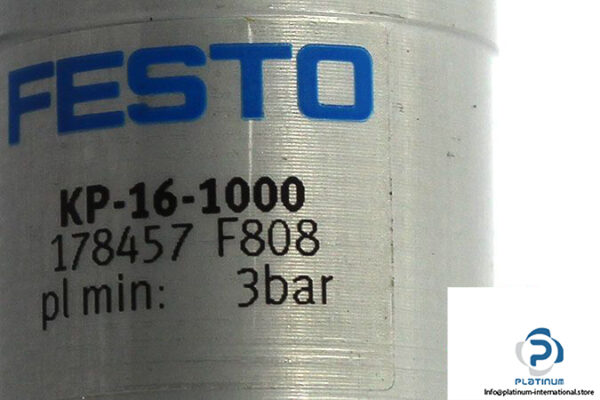 FESTO
KP-16-1000
178457 F808
pl min: 3bar
P
PLATINUM
Info@platinum-international.store